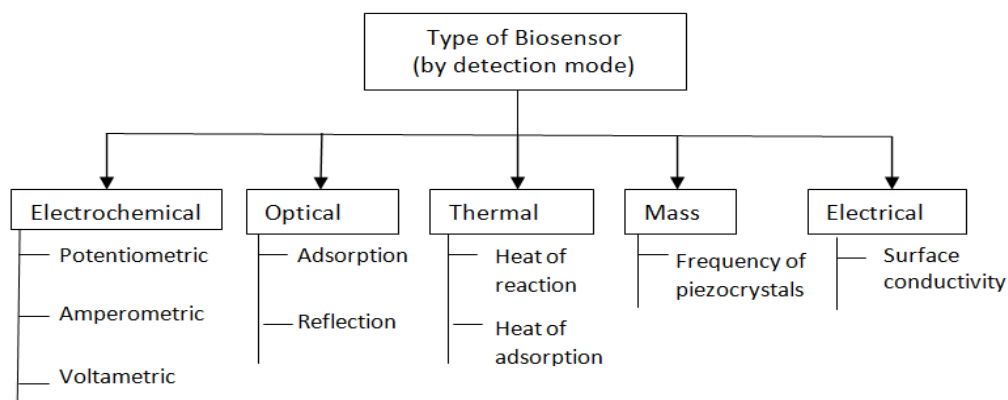 Type of Biosensor
(by detection mode)
Electrochemical
Potentiometric
Amperometric
Voltametric
Optical
Adsorption
Reflection
Thermal
Heat of
reaction
Heat of
adsorption
Mass
Frequency of
piezocrystals
Electrical
Surface
conductivity